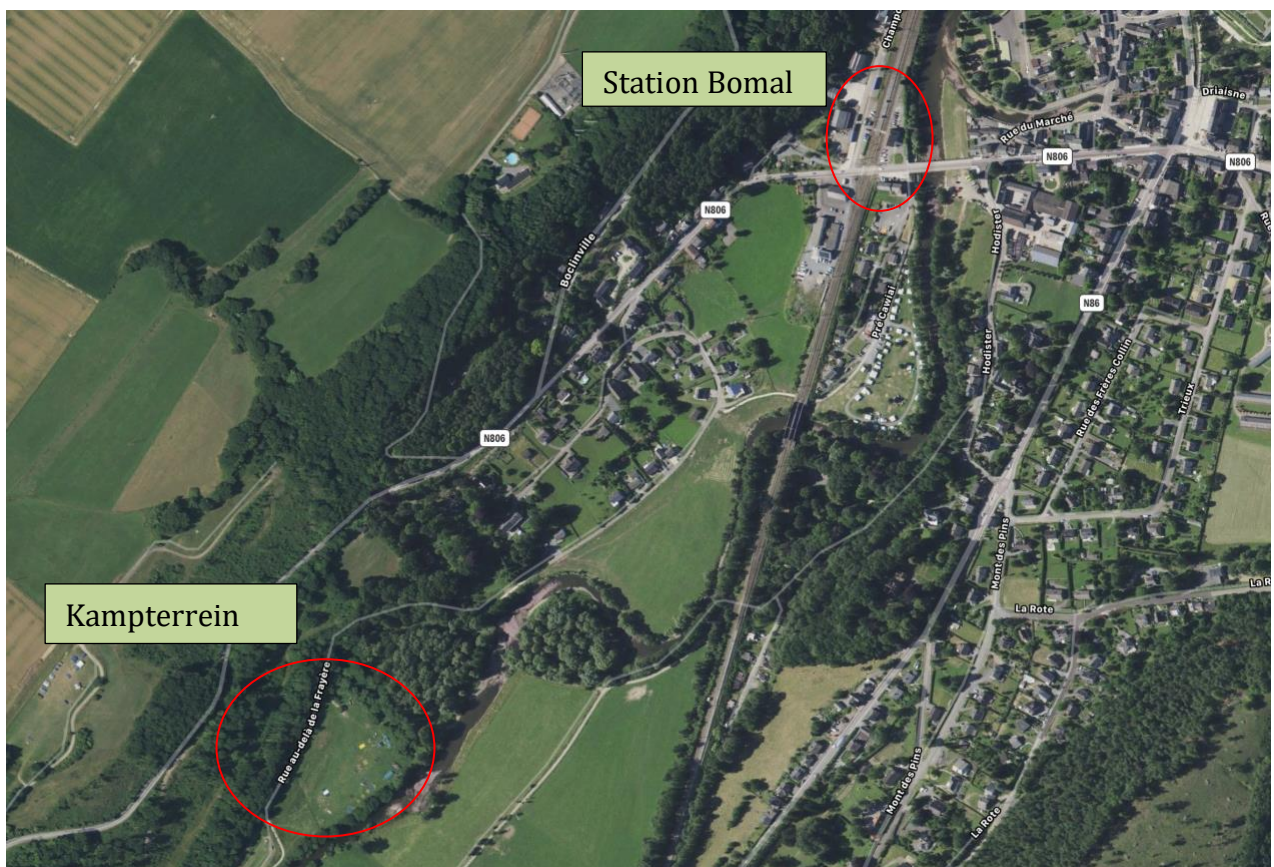 Champ
Station Bomal
Driaisne
Rue du Marché
N806
N806
N806
Hodister
Boclinville
Pré Cawiai
N86
Hodister
Rue des Frères Collin
Trieux
N806
Mont des Pins
La Rote
La R
Kampterrein
Rue au-delà de la Frayère
Mont des Pins
La Rote